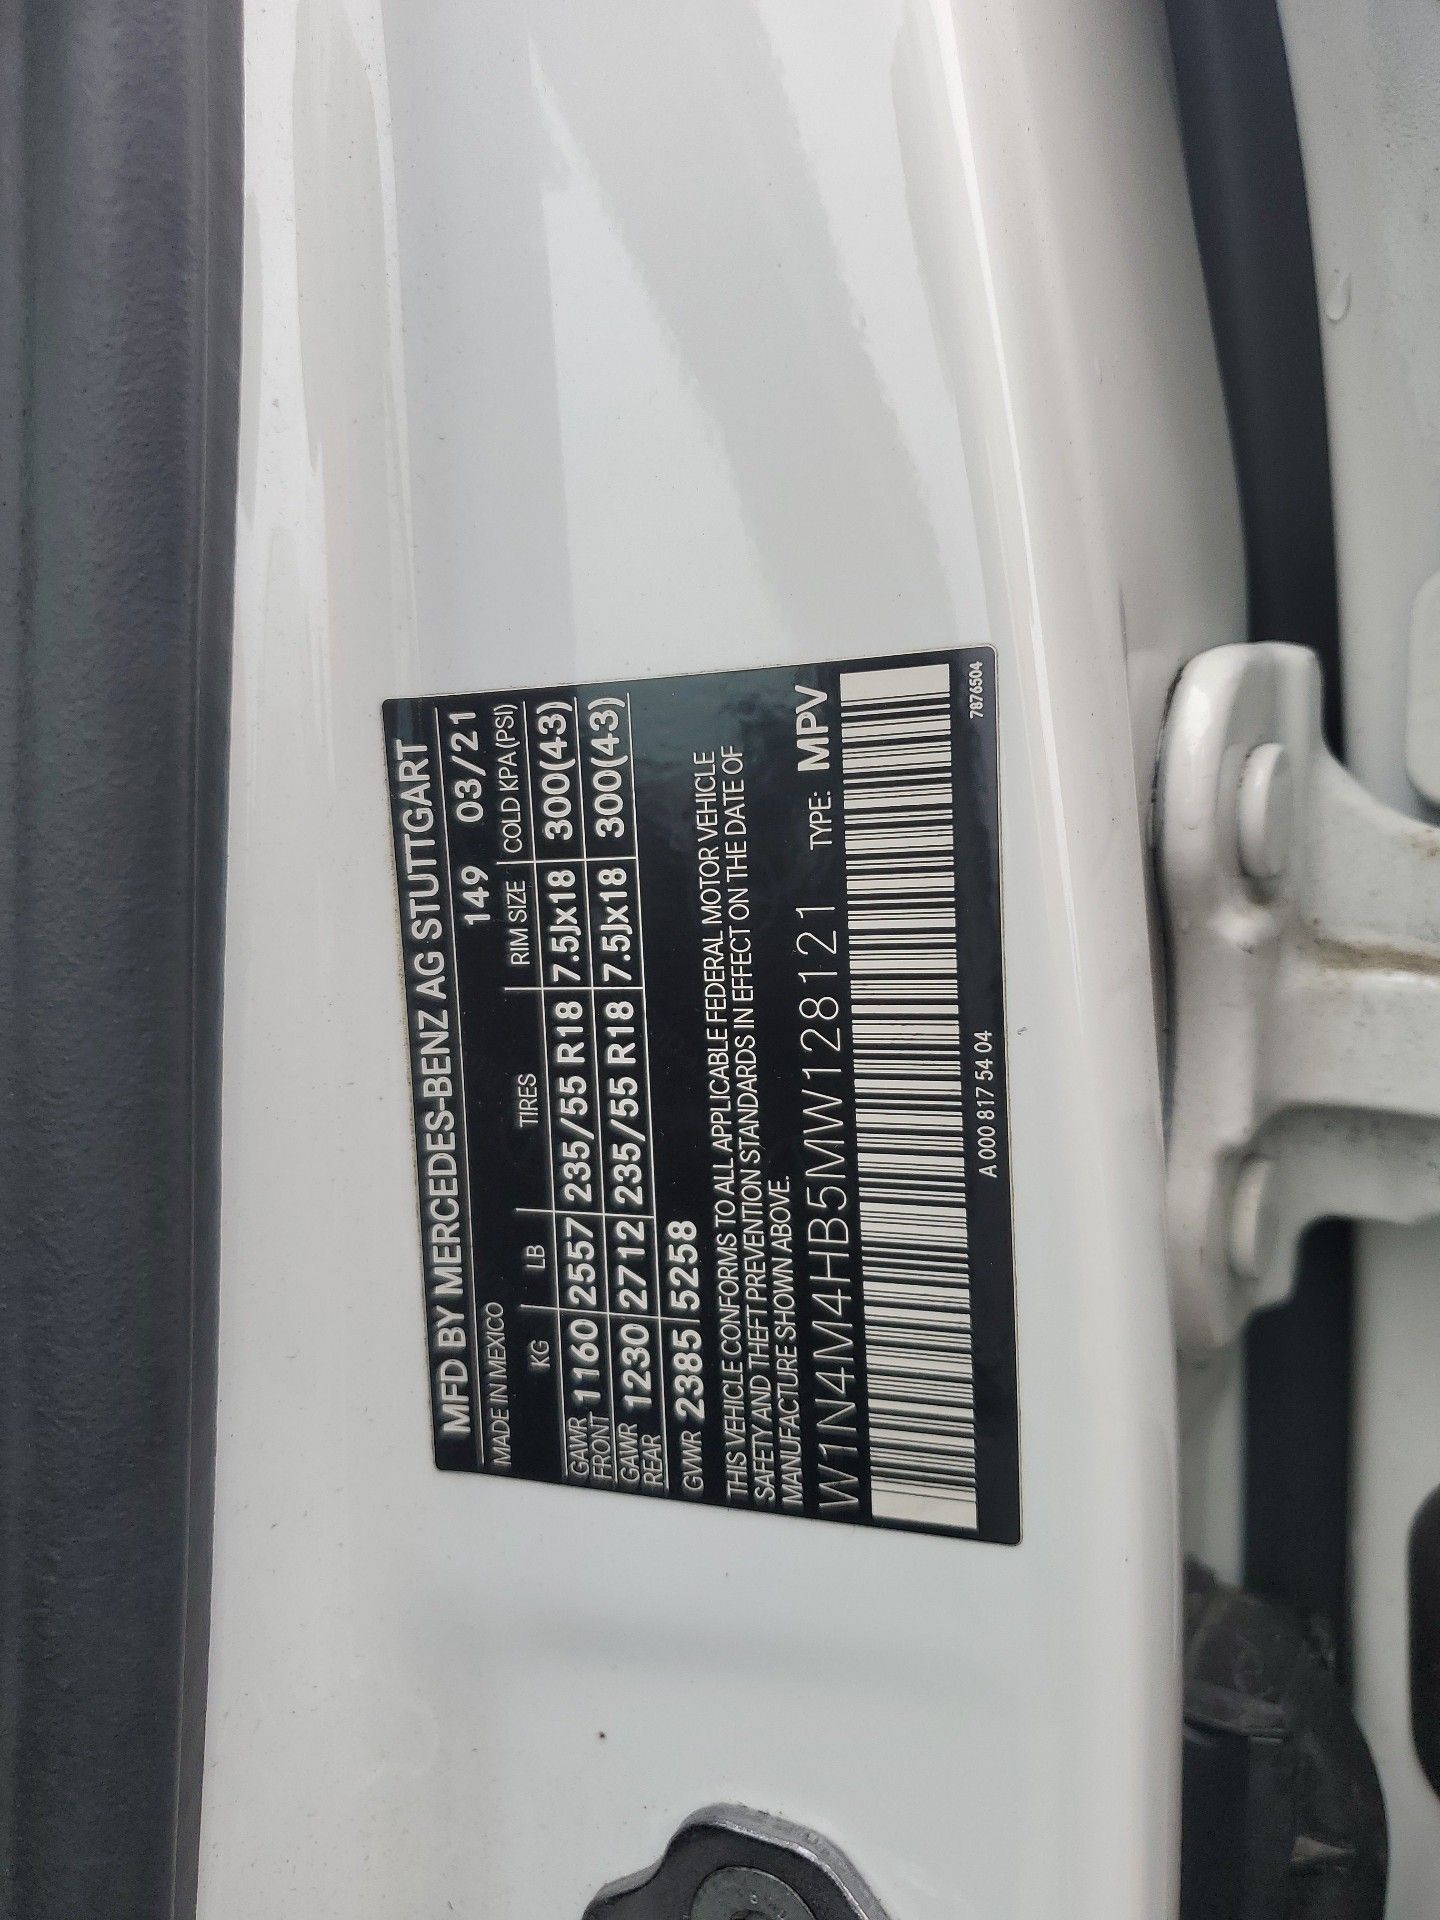 MFD BY MERCEDES-BENZ AG STUTTGART
MADE IN MEXICO 149 03/21
KG LB TIRES RIM SIZE COLD KPA (PSI)
GAWR FRONT 1160 2557 235/55 R18 7.5Jx18 300(43)
GAWR REAR 1230 2712 235/55 R18 7.5Jx18 300(43)
GWR 2385 5258
THIS VEHICLE CONFORMS TO ALL APPLICABLE FEDERAL MOTOR VEHICLE
SAFETY AND THEFT PREVENTION STANDARDS IN EFFECT ON THE DATE OF
MANUFACTURE SHOWN ABOVE.
W1N4M4HB5MW128121 TYPE: MPV
A 000 817 54 04 7876504